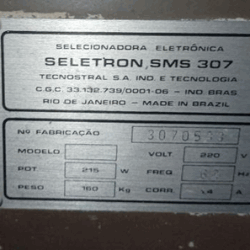 SELECIONADORA ELETRÔNICA
SELETRON SMS 307
TECNOSTRAL S.A IND. E TECNOLOGIA
C.G.C. 33.132.739/0001-06 - IND. BRAS
RIO DE JANEIRO - MADE IN BRAZIL
Nº FABRICAÇÃO
MODELO VOLT 220 V
POT 215 W FREQ Hz
PESO 160 Kg CORR. A